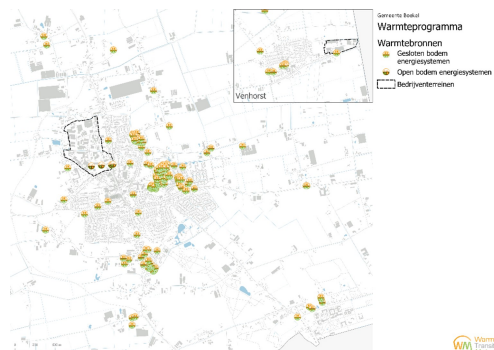 Gemeente Boekel
Warmteprogramma
Warmtebronnen
Gesloten bodem
energiesystemen
Open bodem energiesystemen
Bedrijventerreinen
Venhorst
Warm
Transit